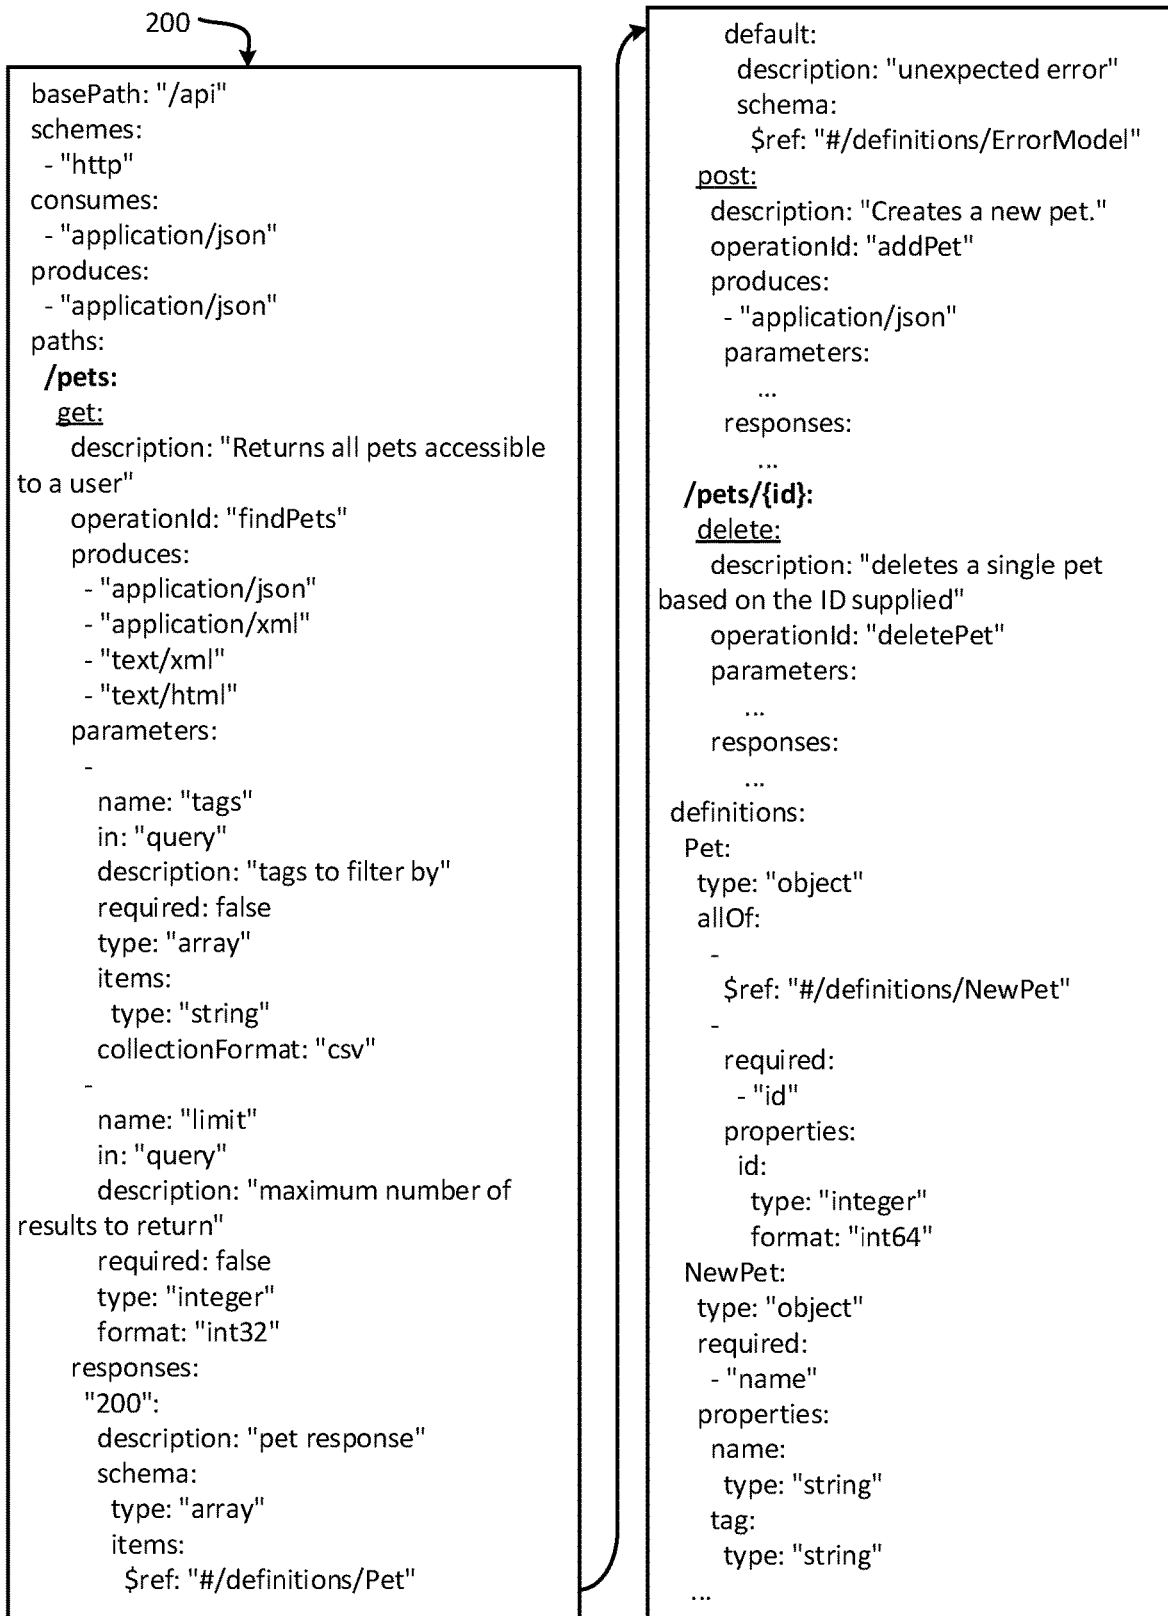 200
basePath: "/api"
schemes:
- "http"
consumes:
- "application/json"
produces:
- "application/json"
paths:
/pets:
get:
description: "Returns all pets accessible
to a user"
operationId: "findPets"
produces:
- "application/json"
- "application/xml"
- "text/xml"
- "text/html"
parameters:
-
name: "tags"
in: "query"
description: "tags to filter by"
required: false
type: "array"
items:
type: "string"
collectionFormat: "csv"
-
name: "limit"
in: "query"
description: "maximum number of
results to return"
required: false
type: "integer"
format: "int32"
responses:
"200":
description: "pet response"
schema:
type: "array"
items:
$ref: "#/definitions/Pet"
default:
description: "unexpected error"
schema:
$ref: "#/definitions/ErrorModel"
post:
description: "Creates a new pet."
operationId: "addPet"
produces:
- "application/json"
parameters:
...
responses:
...
/pets/{id}:
delete:
description: "deletes a single pet
based on the ID supplied"
operationId: "deletePet"
parameters:
...
responses:
...
definitions:
Pet:
type: "object"
allOf:
-
$ref: "#/definitions/NewPet"
-
required:
- "id"
properties:
id:
type: "integer"
format: "int64"
NewPet:
type: "object"
required:
- "name"
properties:
name:
type: "string"
tag:
type: "string"
...